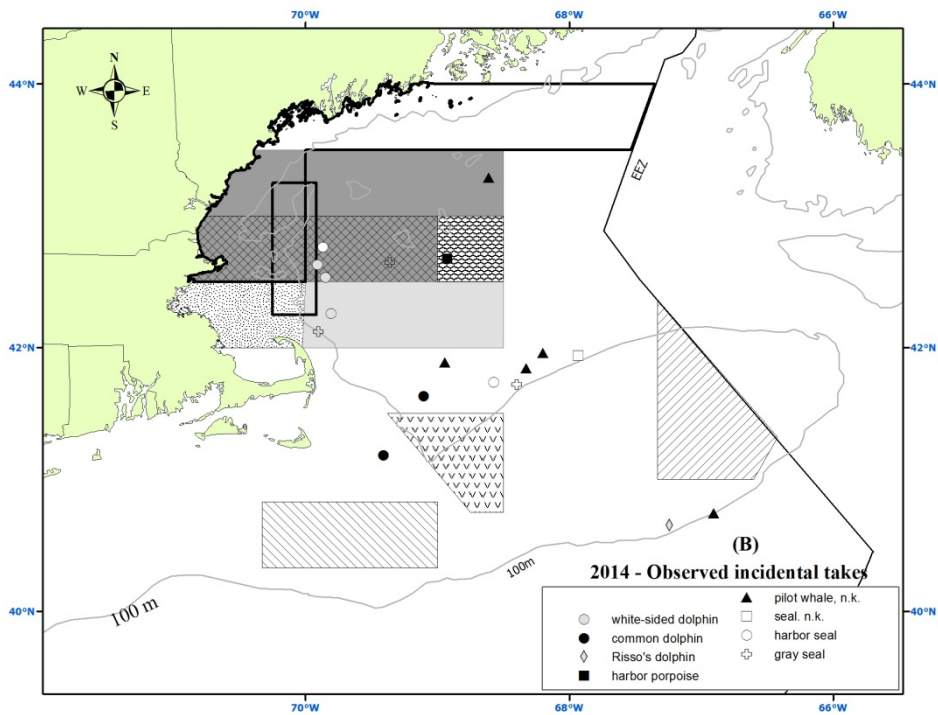 70°W 68°W 66°W
N
W E
S
44°N 44°N
EEZ
42°N 42°N
(B)
2014 - Observed incidental takes
100m
100 m
40°N 40°N
white-sided dolphin
common dolphin
Risso's dolphin
harbor porpoise
pilot whale, n.k.
seal. n.k.
harbor seal
gray seal
70°W 68°W 66°W